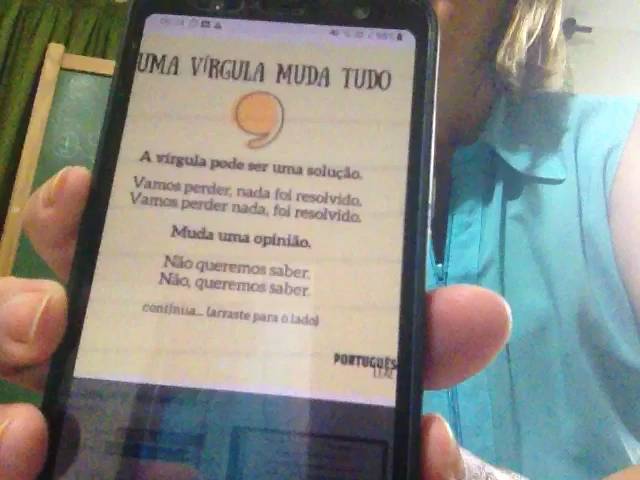 UMA VÍRGULA MUDA TUDO
A vírgula pode ser uma solução.
Vamos perder, nada foi resolvido.
Vamos perder nada, foi resolvido.
Muda uma opinião.
Não queremos saber.
Não, queremos saber.
continua... (arraste para o lado)
PORTUGUÊS